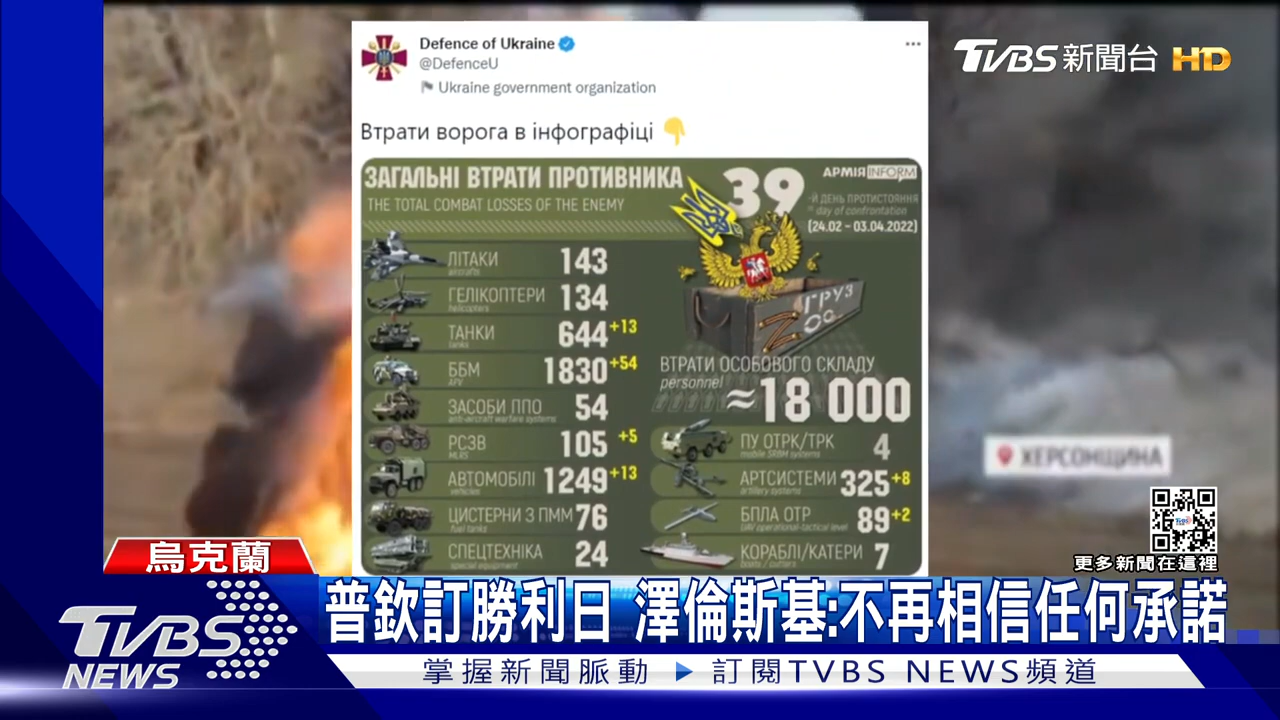 Defence of Ukraine
@DefenceU
Ukraine government organization
TVBS新聞台 HD
Втрати ворога в інфографіці
ЗАГАЛЬНІ ВТРАТИ ПРОТИВНИКА
THE TOTAL COMBAT LOSSES OF THE ENEMY
39
АРМІЯINFORM
-Й ДЕНЬ ПРОТИСТОЯННЯ
day of confrontation
(24.02 – 03.04.2022)
ЛІТАКИ 143
aircrafts
ГЕЛІКОПТЕРИ 134
helicopters
ТАНКИ 644 +13
tanks
ББМ 1830 +54
APV
ЗАСОБИ ППО 54
anti-aircraft warfare systems
РСЗВ 105 +5
MLRS
АВТОМОБІЛІ 1249 +13
vehicles
ЦИСТЕРНИ З ПММ 76
fuel tanks
СПЕЦТЕХНІКА 24
special equipment
ГРУЗ
Z 200
ВТРАТИ ОСОБОВОГО СКЛАДУ
personnel
≈18 000
ПУ ОТРК/ТРК 4
mobile SRBM systems
АРТСИСТЕМИ 325 +8
artillery systems
БПЛА ОТР 89 +2
UAV operational-tactical level
КОРАБЛІ/КАТЕРИ 7
boats / cutters
ХЕРСОНЩИНА
更多新聞在這裡
烏克蘭
普欽訂勝利日 澤倫斯基:不再相信任何承諾
TVBS NEWS
掌握新聞脈動 ▶ 訂閱TVBS NEWS頻道